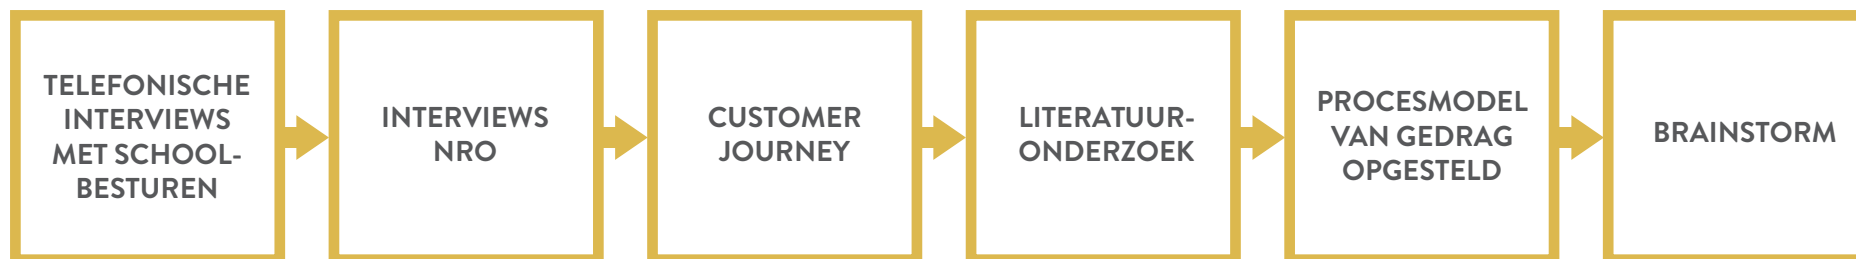 TELEFONISCHE
INTERVIEWS
MET SCHOOL-
BESTUREN
INTERVIEWS
NRO
CUSTOMER
JOURNEY
LITERATUUR-
ONDERZOEK
PROCESMODEL
VAN GEDRAG
OPGESTELD
BRAINSTORM